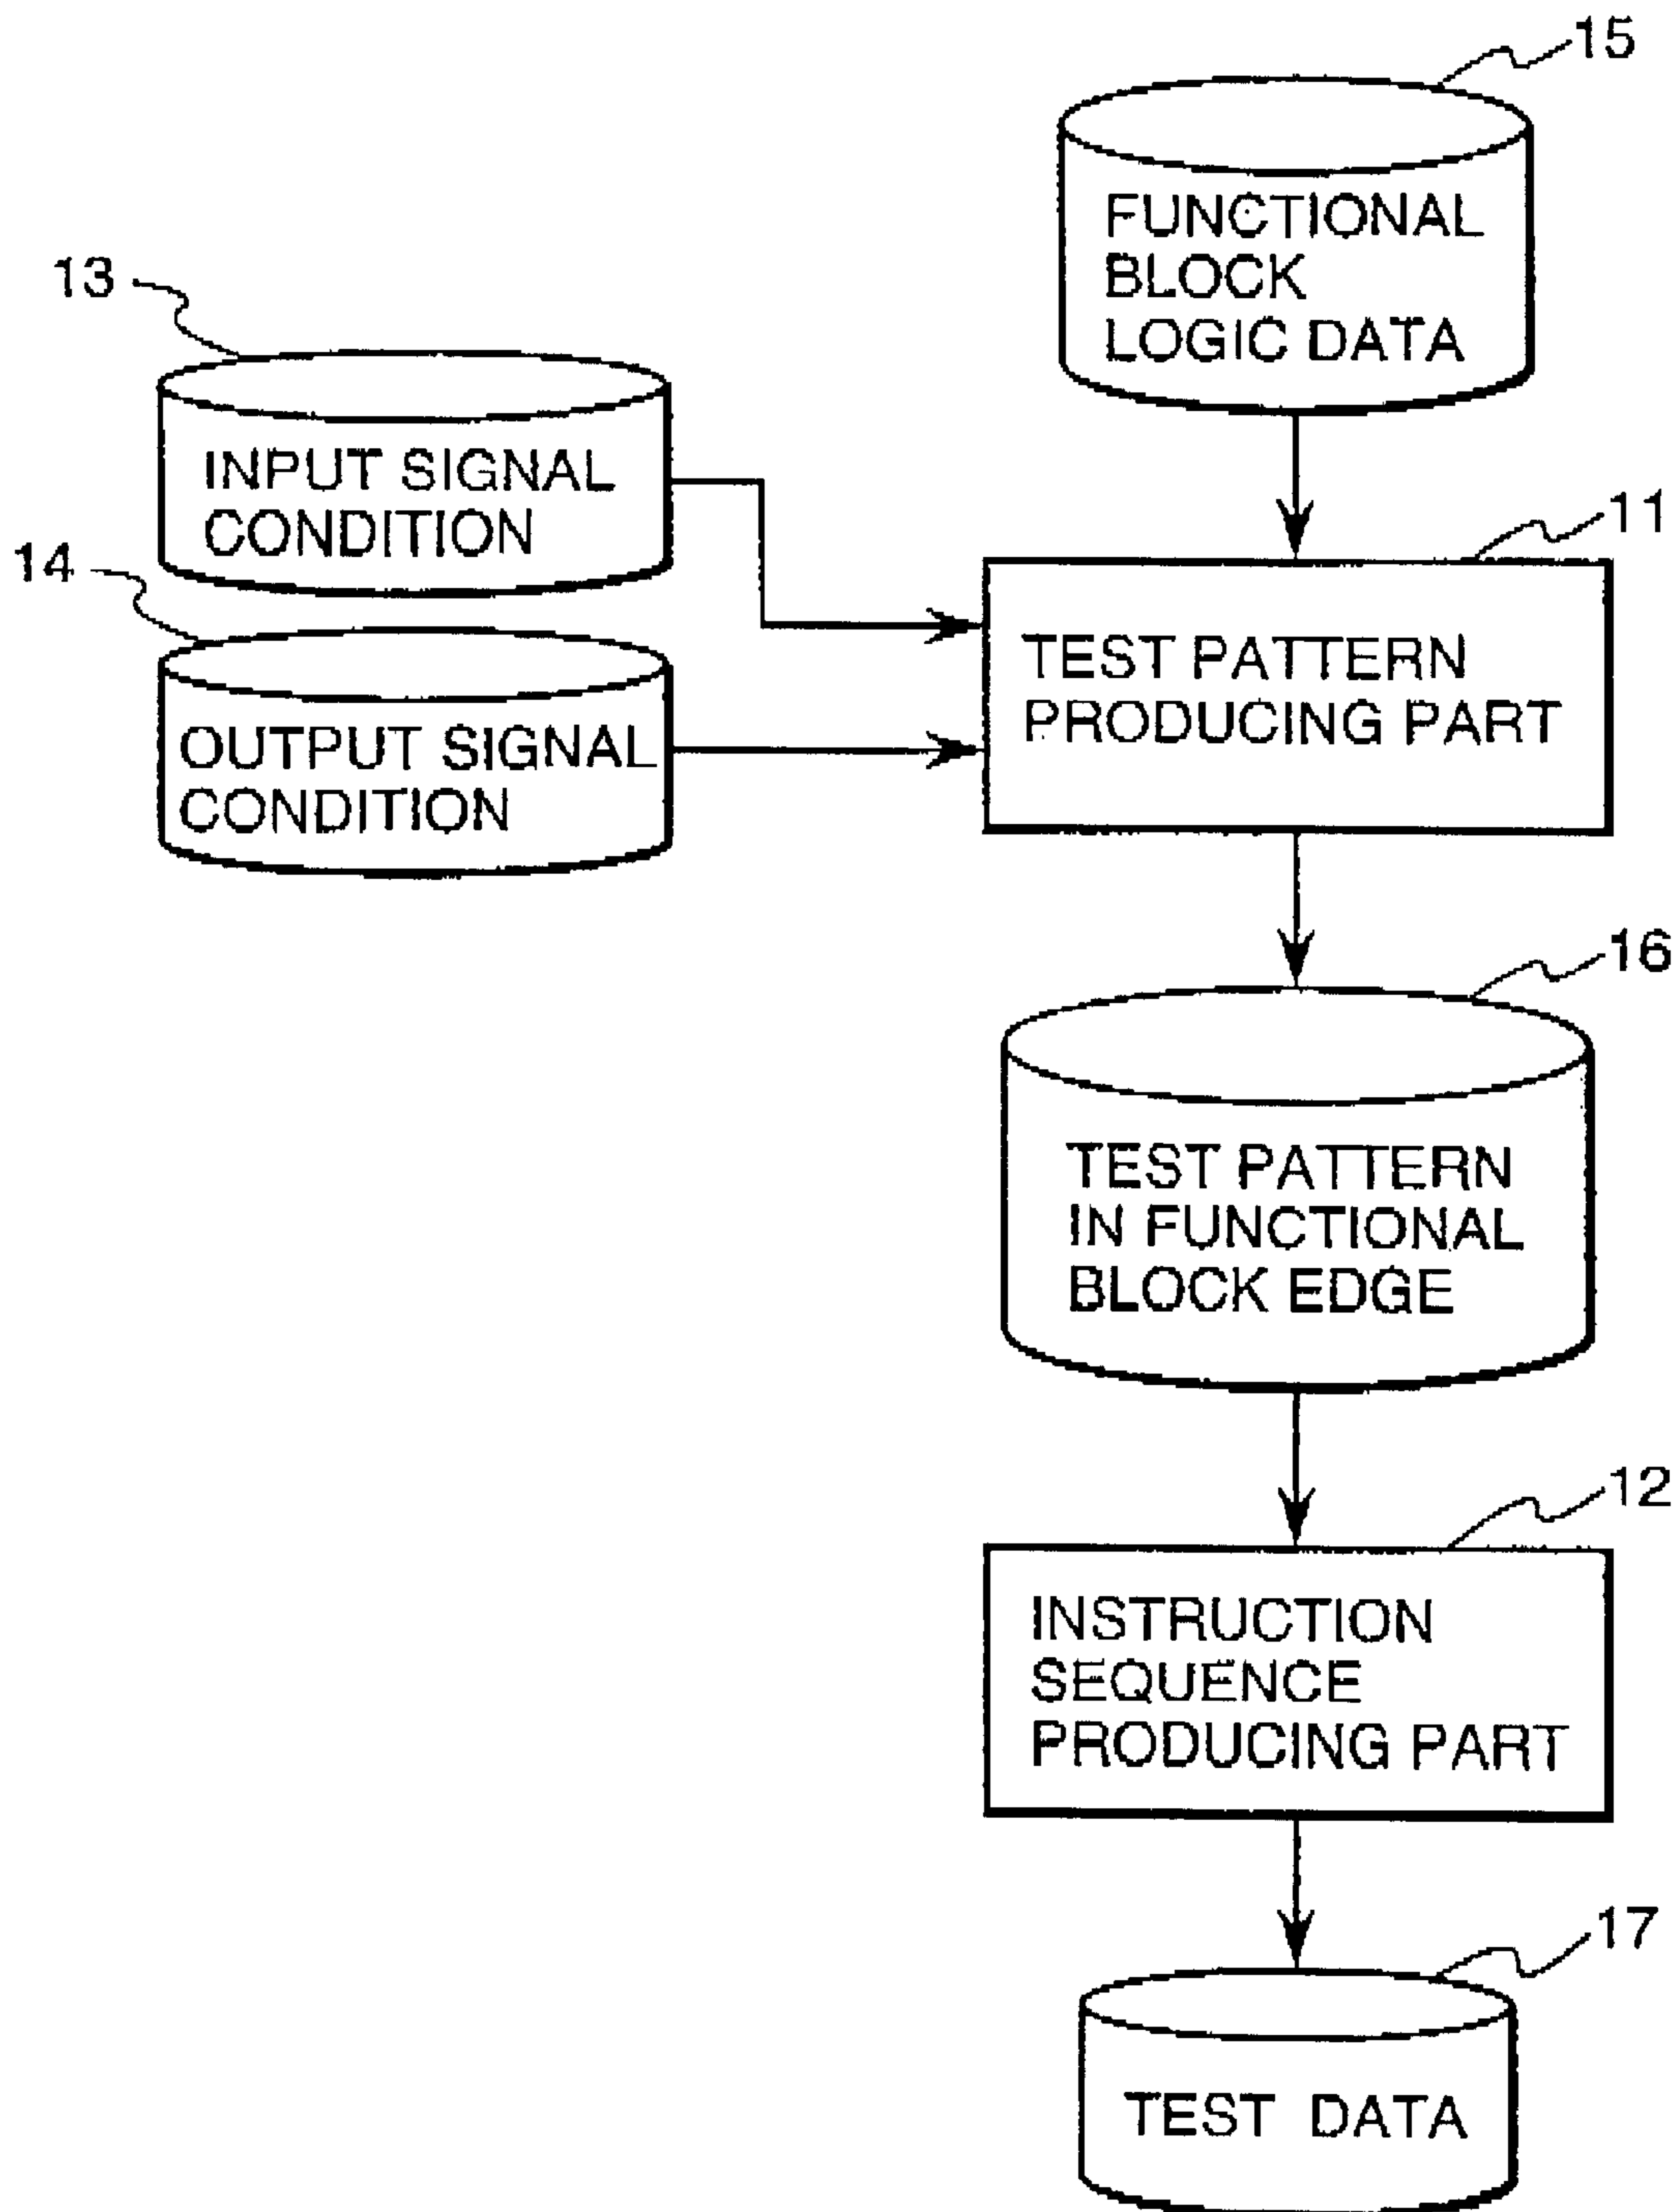 15
FUNCTIONAL
BLOCK
LOGIC DATA
13
INPUT SIGNAL
CONDITION
14
OUTPUT SIGNAL
CONDITION
11
TEST PATTERN
PRODUCING PART
16
TEST PATTERN
IN FUNCTIONAL
BLOCK EDGE
12
INSTRUCTION
SEQUENCE
PRODUCING PART
17
TEST DATA